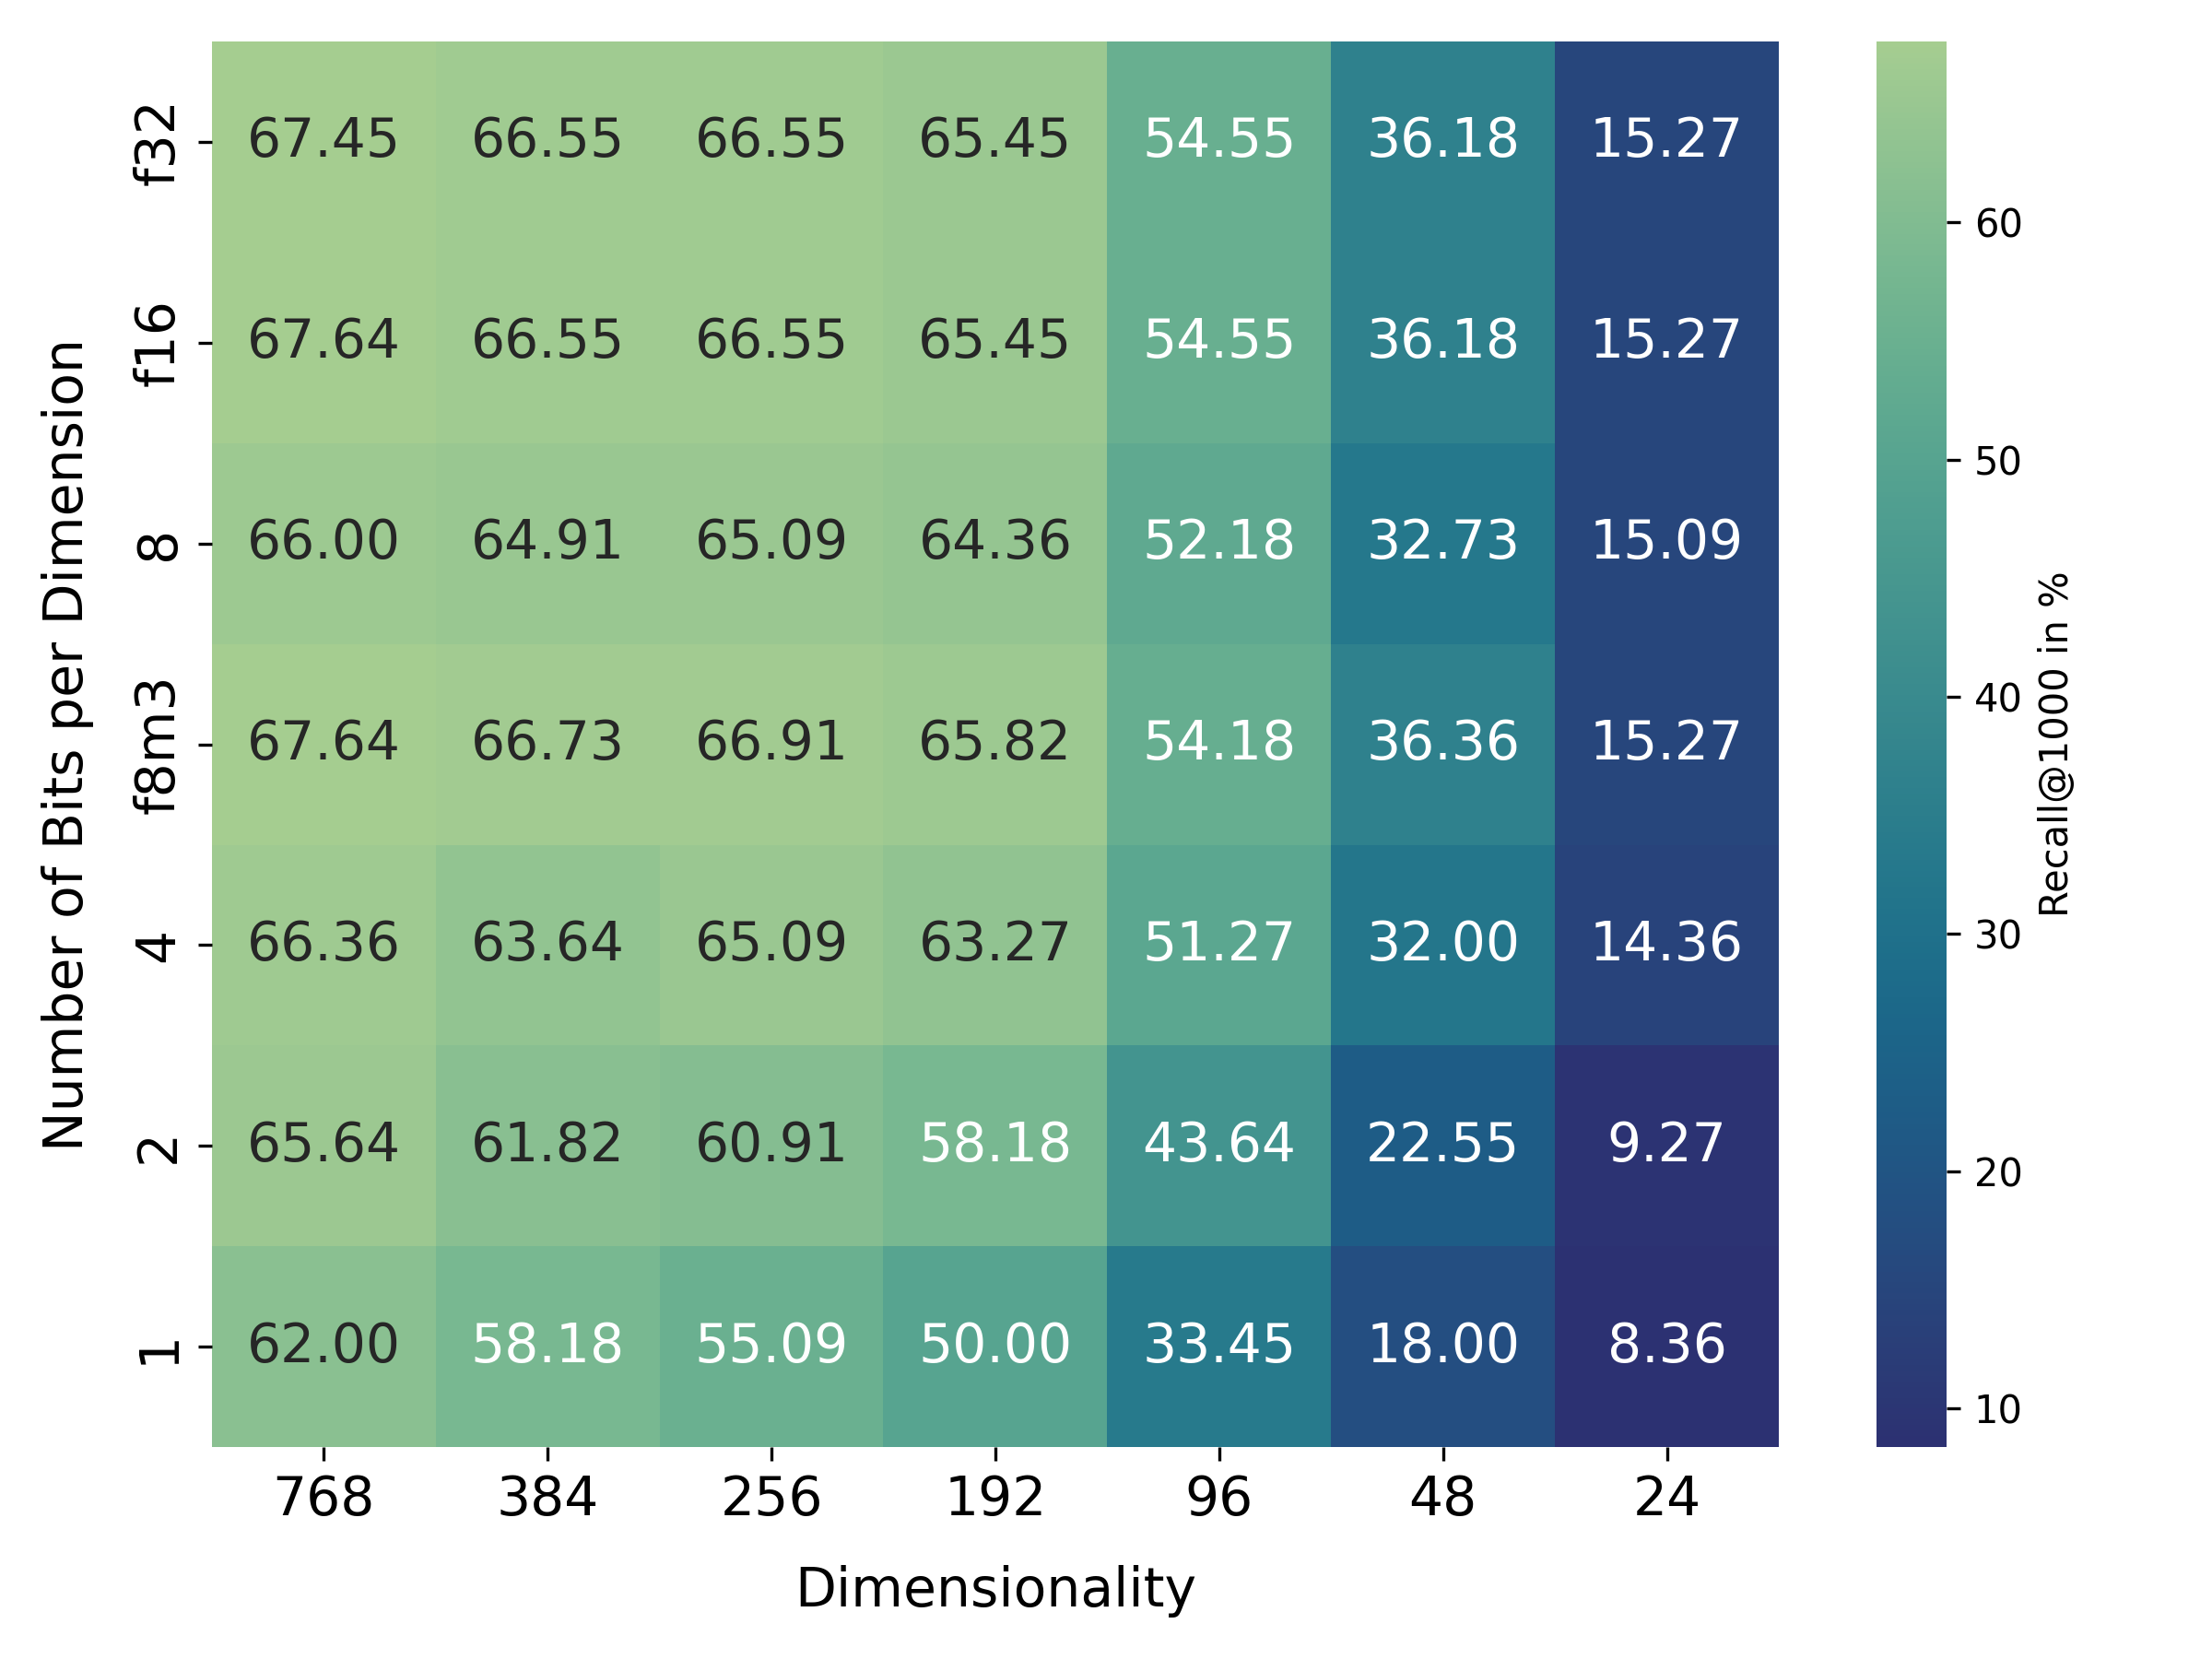 Number of Bits per Dimension
f32 67.45 66.55 66.55 65.45 54.55 36.18 15.27
f16 67.64 66.55 66.55 65.45 54.55 36.18 15.27
8 66.00 64.91 65.09 64.36 52.18 32.73 15.09
f8m3 67.64 66.73 66.91 65.82 54.18 36.36 15.27
4 66.36 63.64 65.09 63.27 51.27 32.00 14.36
2 65.64 61.82 60.91 58.18 43.64 22.55 9.27
1 62.00 58.18 55.09 50.00 33.45 18.00 8.36
768 384 256 192 96 48 24
Dimensionality
60
50
40
30
20
10
Recall@1000 in %